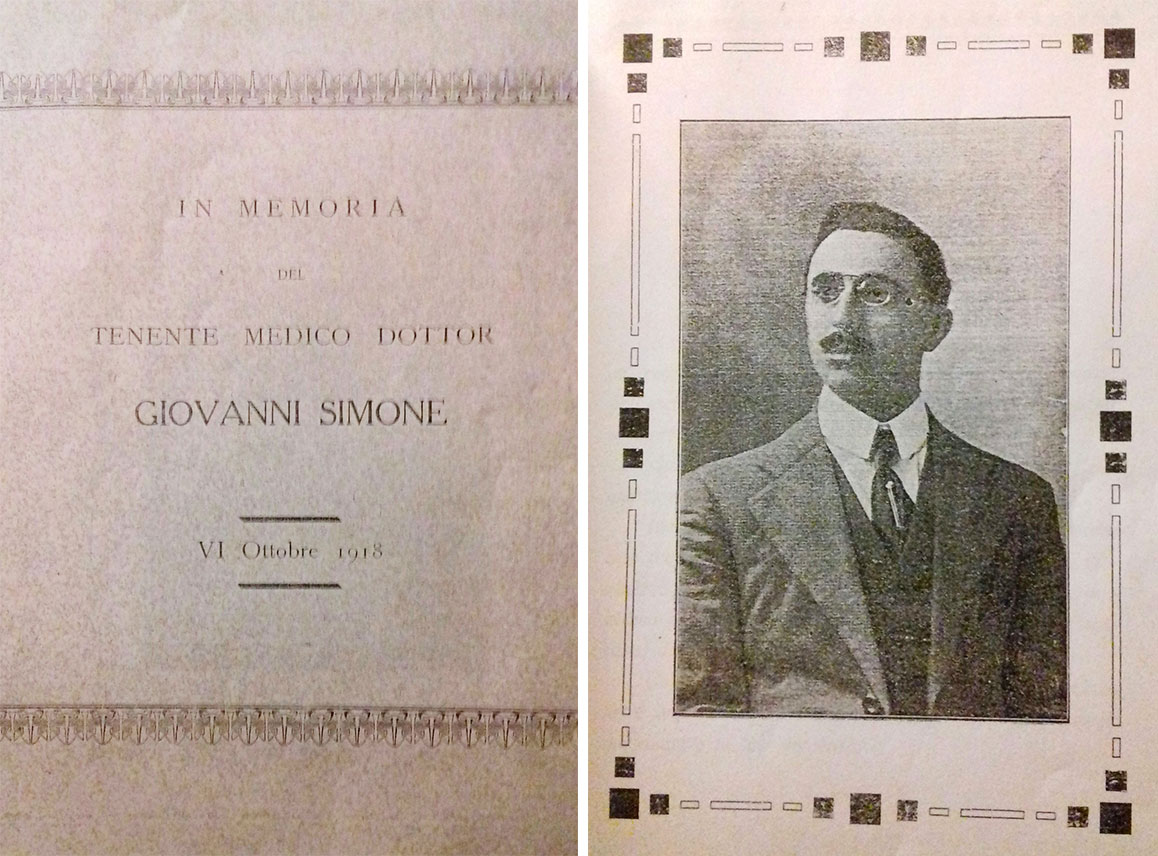 IN MEMORIA
DEL
TENENTE MEDICO DOTTOR
GIOVANNI SIMONE
VI Ottobre 1918